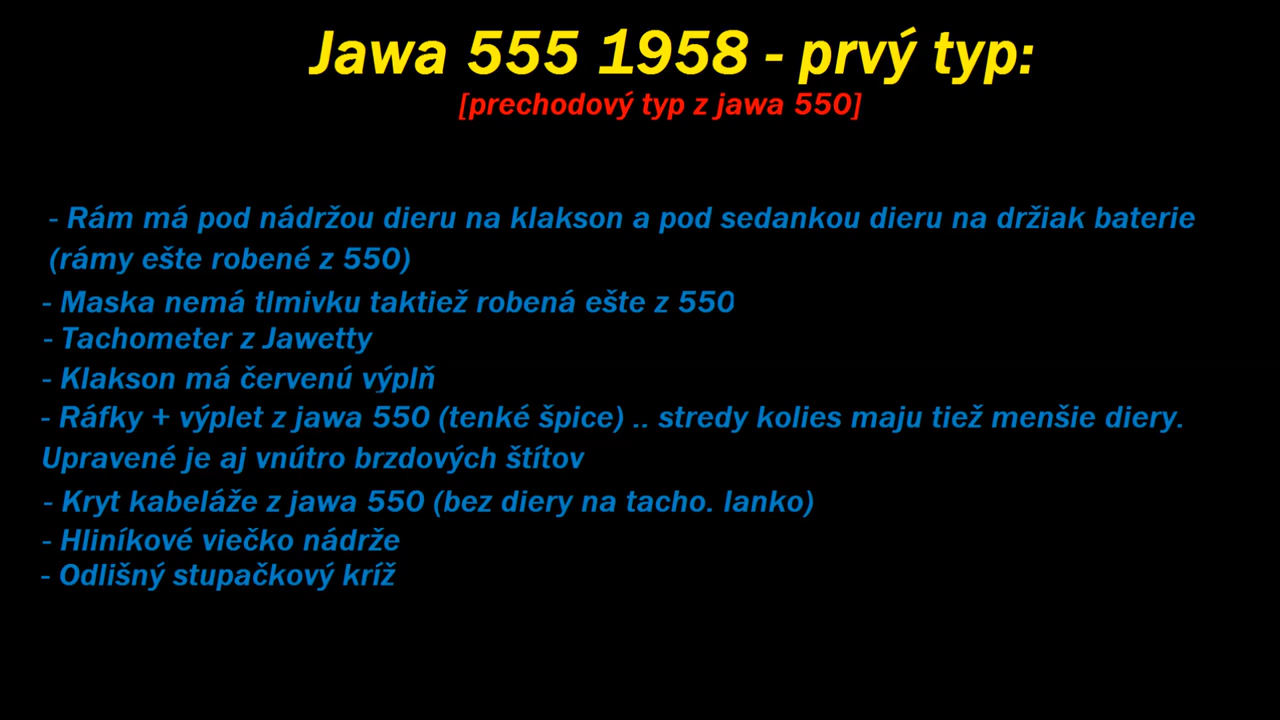 Jawa 555 1958 - prvý typ:
[prechodový typ z jawa 550]
- Rám má pod nádržou dieru na klakson a pod sedankou dieru na držiak baterie
(rámy ešte robené z 550)
- Maska nemá tlmivku taktiež robená ešte z 550
- Tachometer z Jawetty
- Klakson má červenú výplň
- Ráfky + výplet z jawa 550 (tenké špice) .. stredy kolies maju tiež menšie diery.
Upravené je aj vnútro brzdových štítov
- Kryt kabeláže z jawa 550 (bez diery na tacho. lanko)
- Hliníkové viečko nádrže
- Odlišný stupačkový kríž